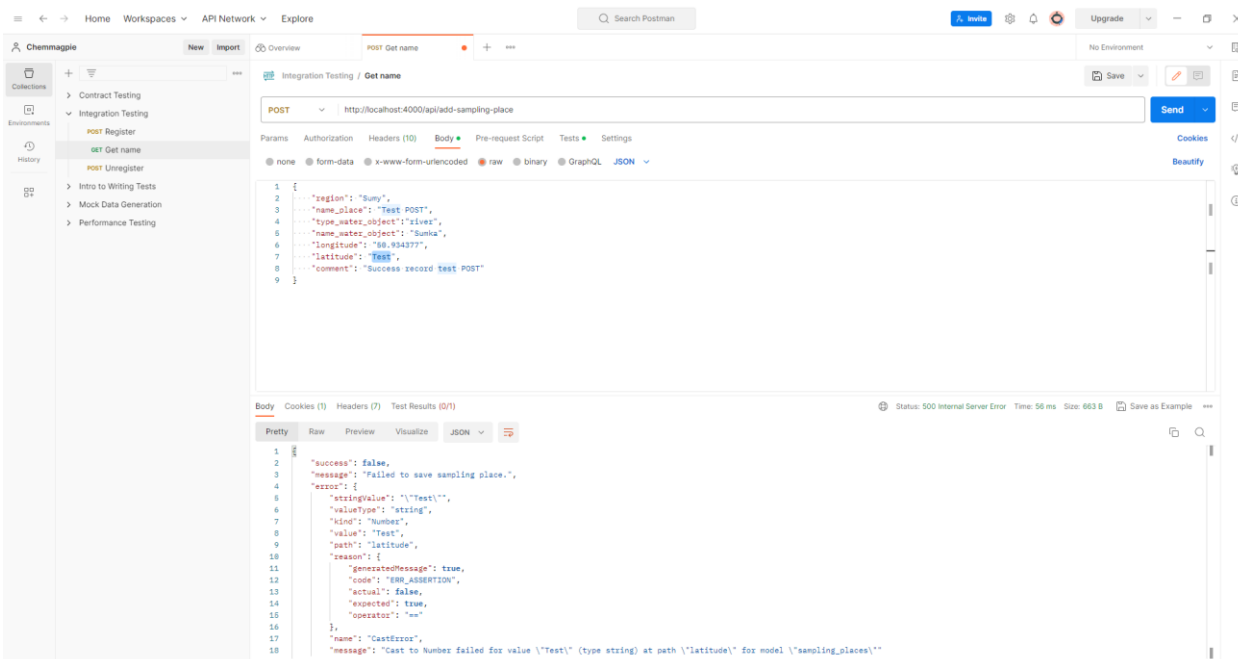 Home Workspaces API Network Explore
Search Postman
Invite
Upgrade
Chemmagpie
New Import
Overview
POST Get name
No Environment
Collections
Environments
History
Contract Testing
Integration Testing
POST Register
GET Get name
POST Unregister
Intro to Writing Tests
Mock Data Generation
Performance Testing
Integration Testing / Get name
Save
POST http://localhost:4000/api/add-sampling-place
Send
Params Authorization Headers (10) Body Pre-request Script Tests Settings
Cookies
none form-data x-www-form-urlencoded raw binary GraphQL JSON
Beautify
1 {
2 "region": "Sumy",
3 "name_place": "Test POST",
4 "type_water_object":"river",
5 "name_water_object": "Sumka",
6 "longitude": "50.934377",
7 "latitude": "Test",
8 "comment": "Success record test POST"
9 }
Body Cookies (1) Headers (7) Test Results (0/1)
Status: 500 Internal Server Error Time: 56 ms Size: 663 B Save as Example
Pretty Raw Preview Visualize JSON
1 {
2 "success": false,
3 "message": "Failed to save sampling place.",
4 "error": {
5 "stringValue": "\"Test\"",
6 "valueType": "string",
7 "kind": "Number",
8 "value": "Test",
9 "path": "latitude",
10 "reason": {
11 "generatedMessage": true,
12 "code": "ERR_ASSERTION",
13 "actual": false,
14 "expected": true,
15 "operator": "=="
16 },
17 "name": "CastError",
18 "message": "Cast to Number failed for value \"Test\" (type string) at path \"latitude\" for model \"sampling_places\""